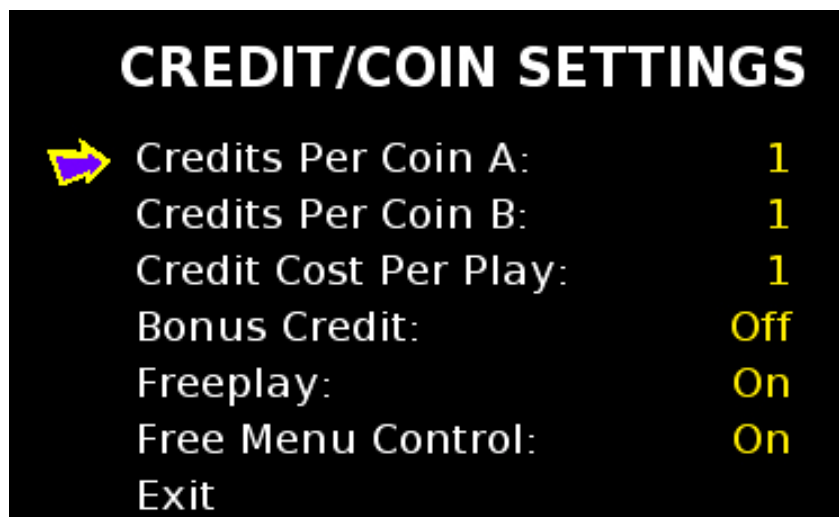 CREDIT/COIN SETTINGS
Credits Per Coin A: 1
Credits Per Coin B: 1
Credit Cost Per Play: 1
Bonus Credit: Off
Freeplay: On
Free Menu Control: On
Exit